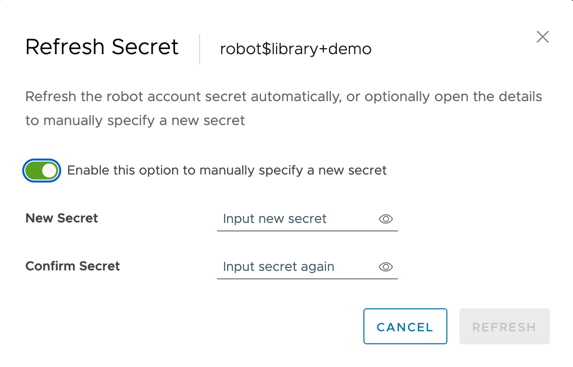 Refresh Secret robot$library+demo
Refresh the robot account secret automatically, or optionally open the details
to manually specify a new secret
Enable this option to manually specify a new secret
New Secret Input new secret
Confirm Secret Input secret again
CANCEL REFRESH